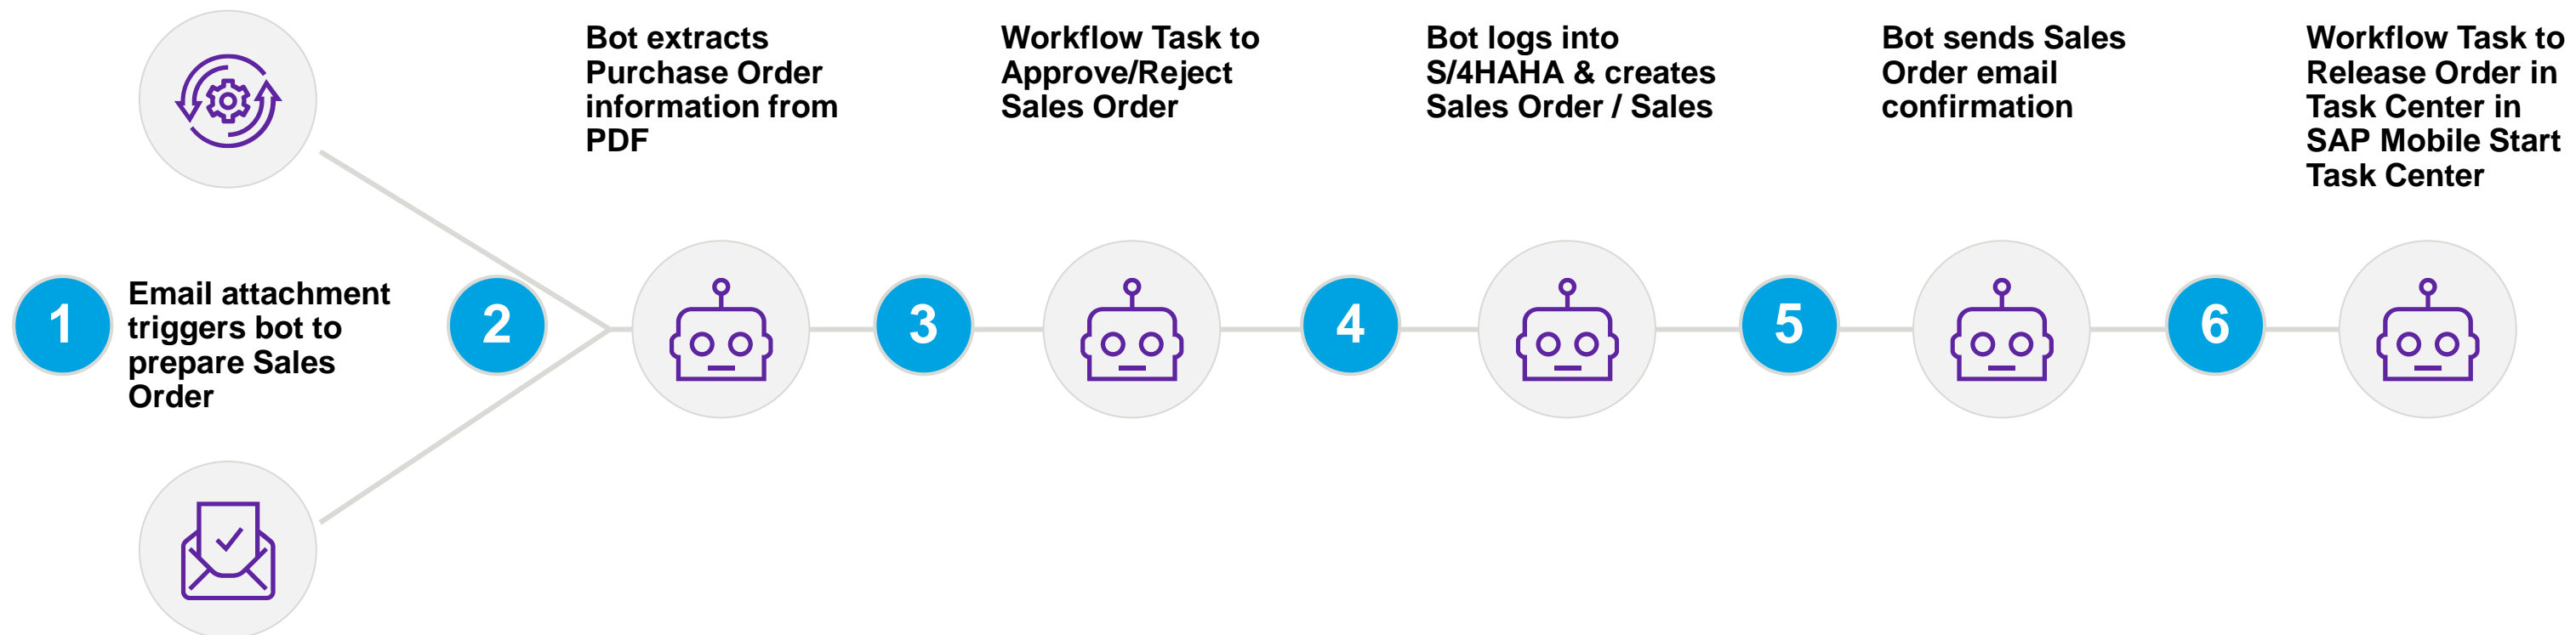 1
Email attachment
triggers bot to
prepare Sales
Order
2
Bot extracts
Purchase Order
information from
PDF
3
Workflow Task to
Approve/Reject
Sales Order
4
Bot logs into
S/4HAHA & creates
Sales Order / Sales
5
Bot sends Sales
Order email
confirmation
6
Workflow Task to
Release Order in
Task Center in
SAP Mobile Start
Task Center